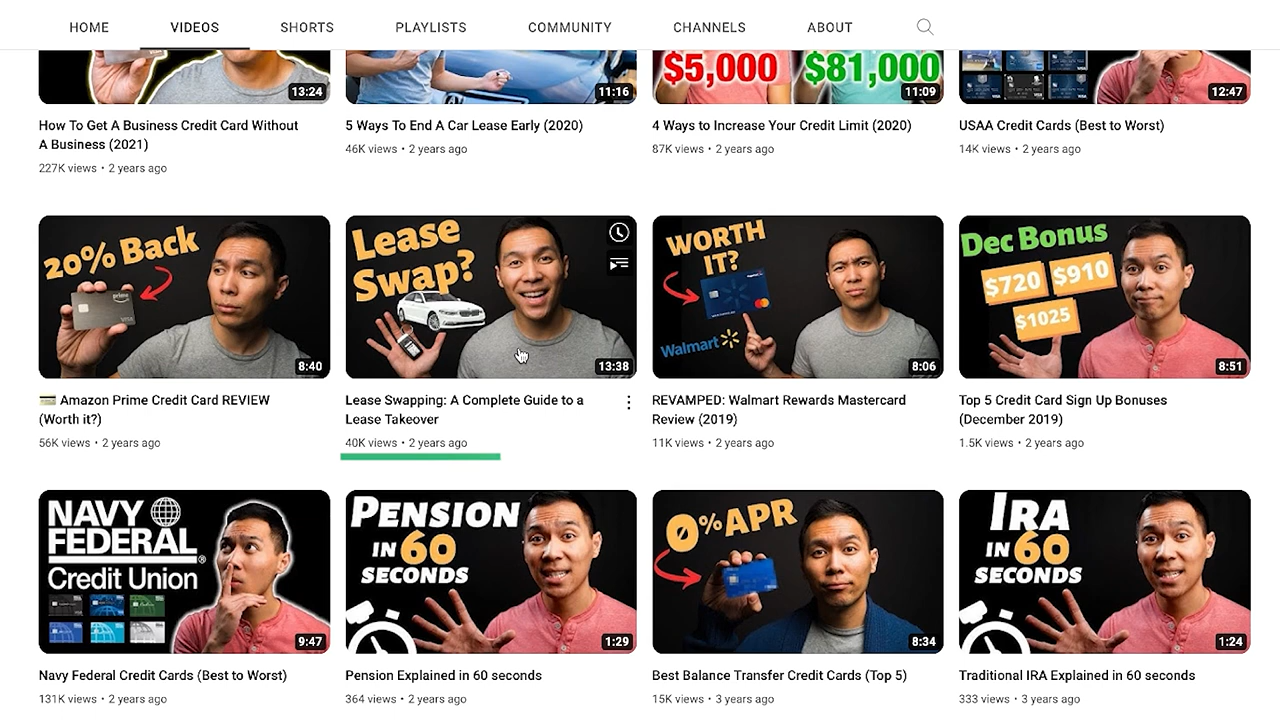 HOME VIDEOS SHORTS PLAYLISTS COMMUNITY CHANNELS ABOUT
13:24
11:16
$5,000 $81,000
11:09
VISA VISA
12:47
How To Get A Business Credit Card Without
A Business (2021)
227K views • 2 years ago
5 Ways To End A Car Lease Early (2020)
46K views • 2 years ago
4 Ways to Increase Your Credit Limit (2020)
87K views • 2 years ago
USAA Credit Cards (Best to Worst)
14K views • 2 years ago
20% Back
prime
VISA
8:40
Lease
Swap?
13:38
WORTH
IT?
Walmart
8:06
Dec Bonus
$720 $910
$1025
8:51
Amazon Prime Credit Card REVIEW
(Worth it?)
56K views • 2 years ago
Lease Swapping: A Complete Guide to a
Lease Takeover
40K views • 2 years ago
REVAMPED: Walmart Rewards Mastercard
Review (2019)
11K views • 2 years ago
Top 5 Credit Card Sign Up Bonuses
(December 2019)
1.5K views • 2 years ago
NAVY
FEDERAL®
Credit Union
9:47
PENSION
IN 60
SECONDS
1:29
0% APR
8:34
IRA
IN 60
SECONDS
1:24
Navy Federal Credit Cards (Best to Worst)
131K views • 2 years ago
Pension Explained in 60 seconds
364 views • 2 years ago
Best Balance Transfer Credit Cards (Top 5)
15K views • 3 years ago
Traditional IRA Explained in 60 seconds
333 views • 3 years ago